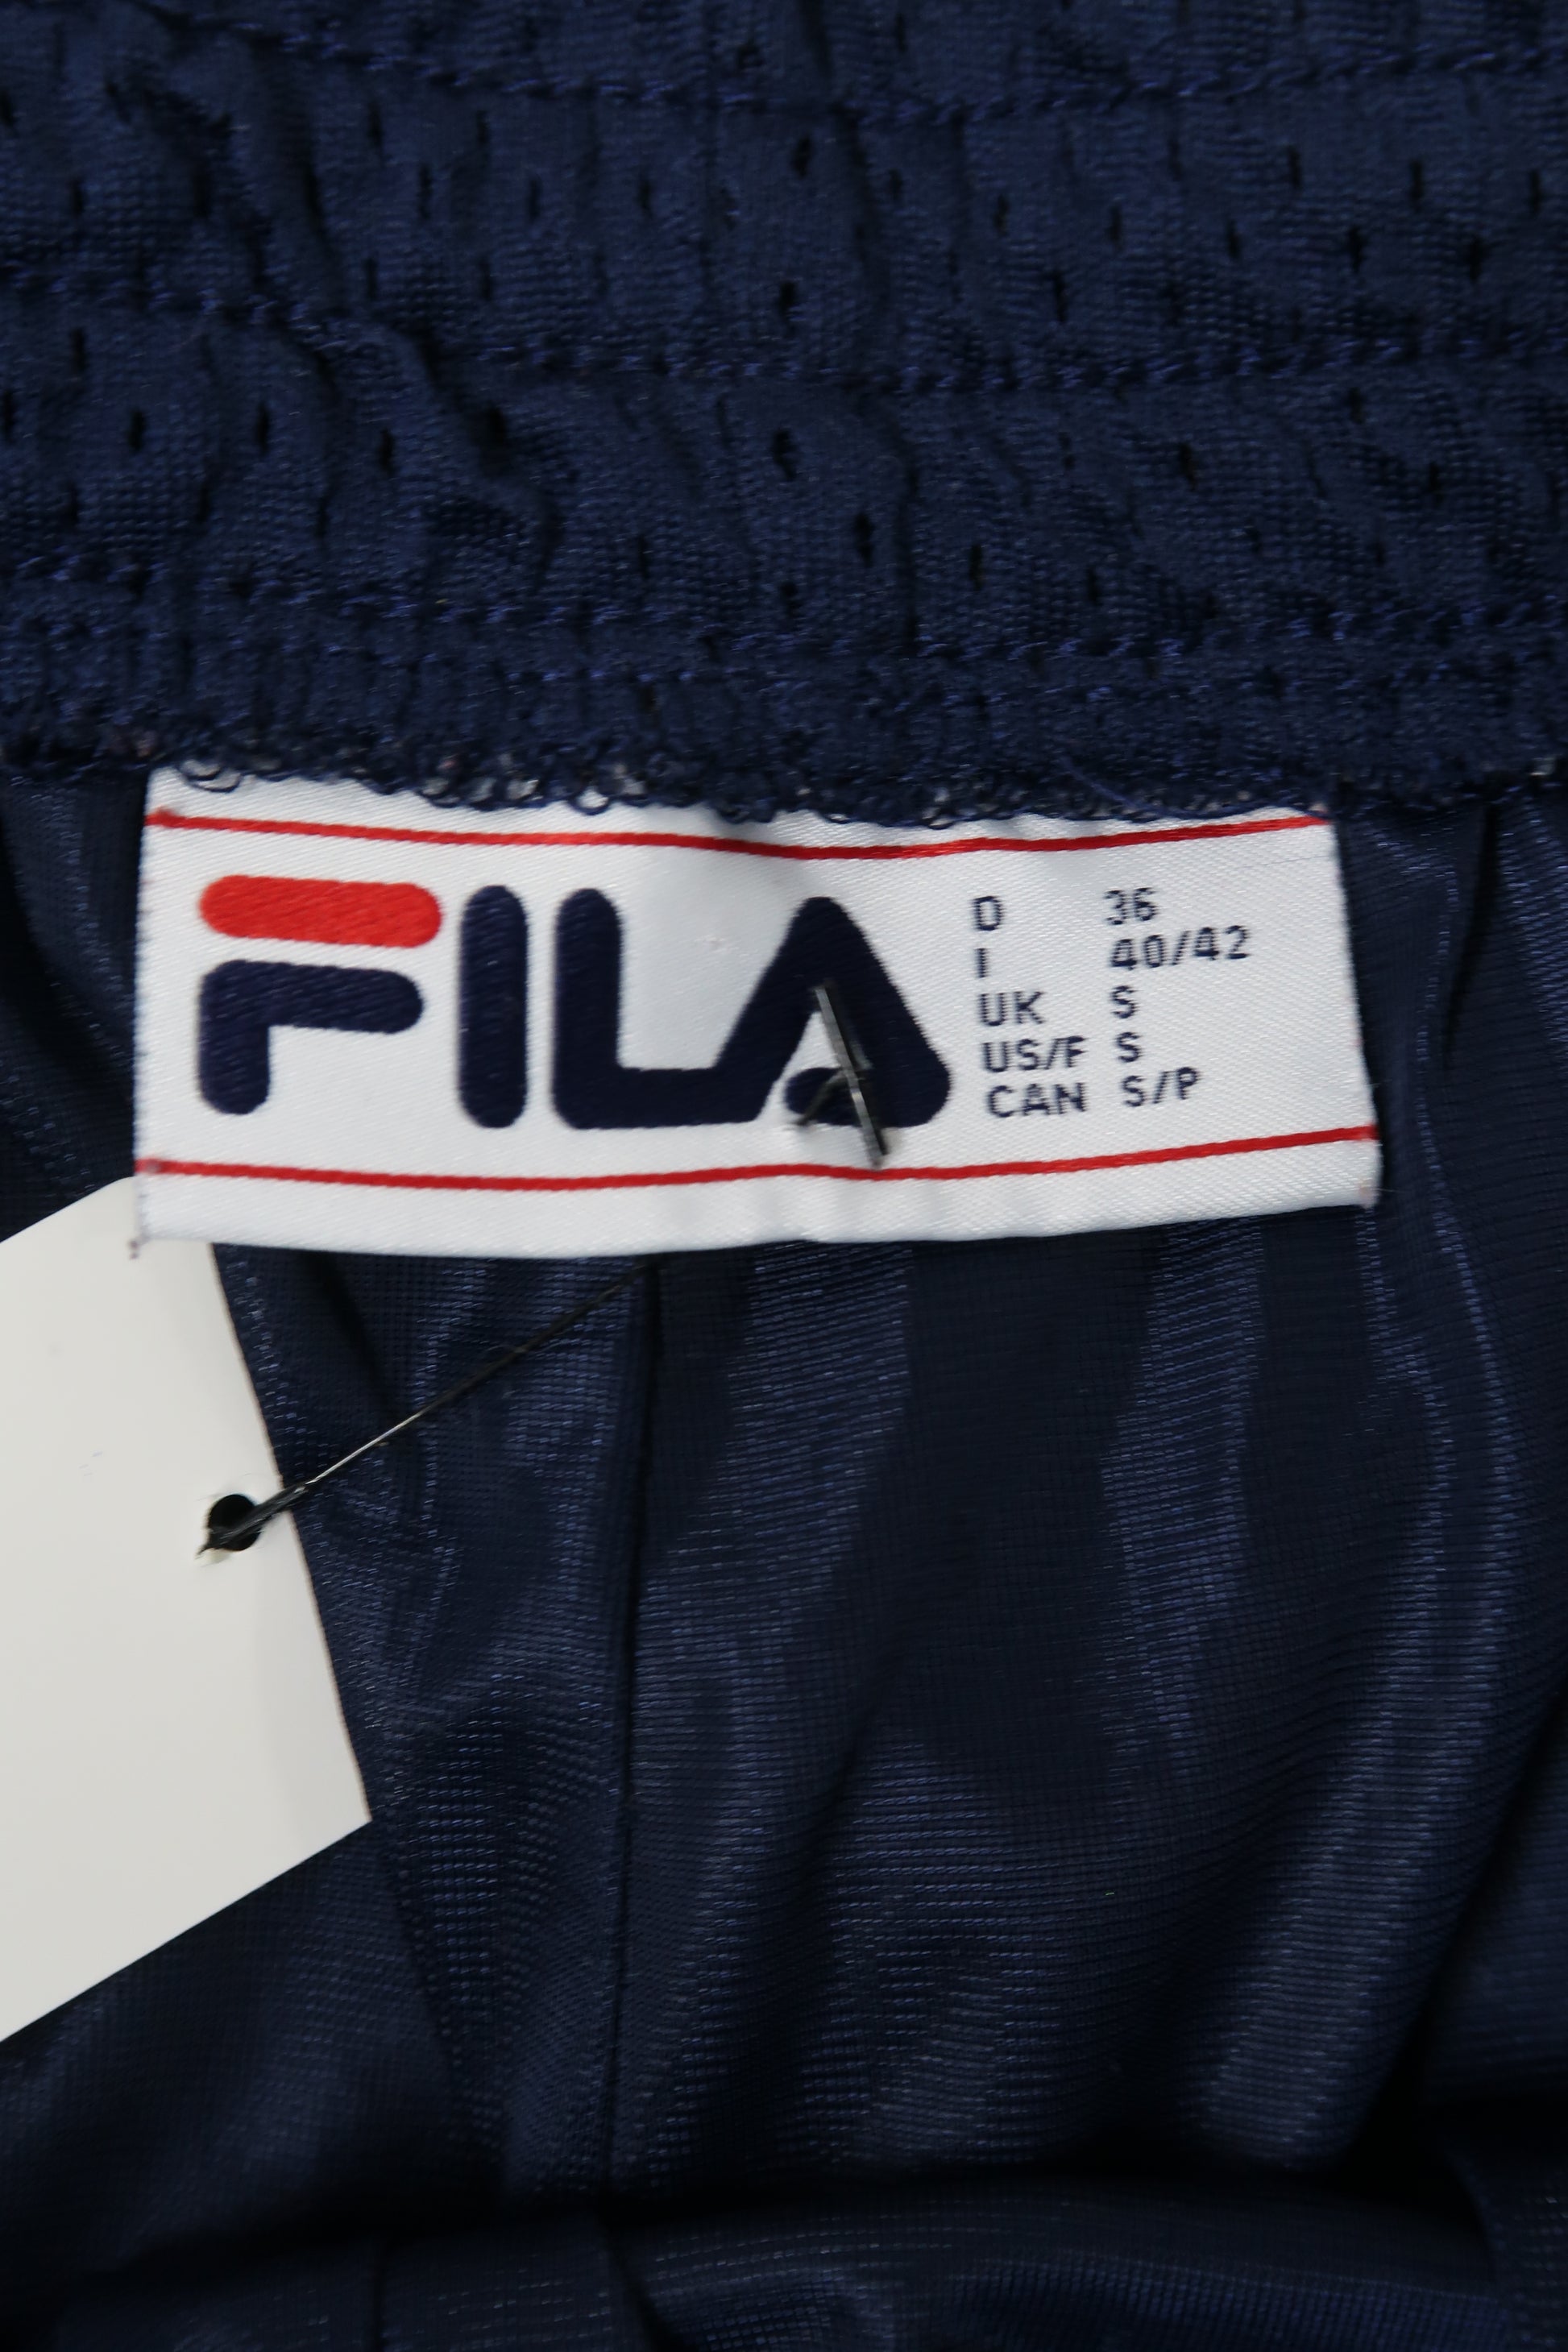 FILA
D 36
I 40/42
UK S
US/F S
CAN S/P